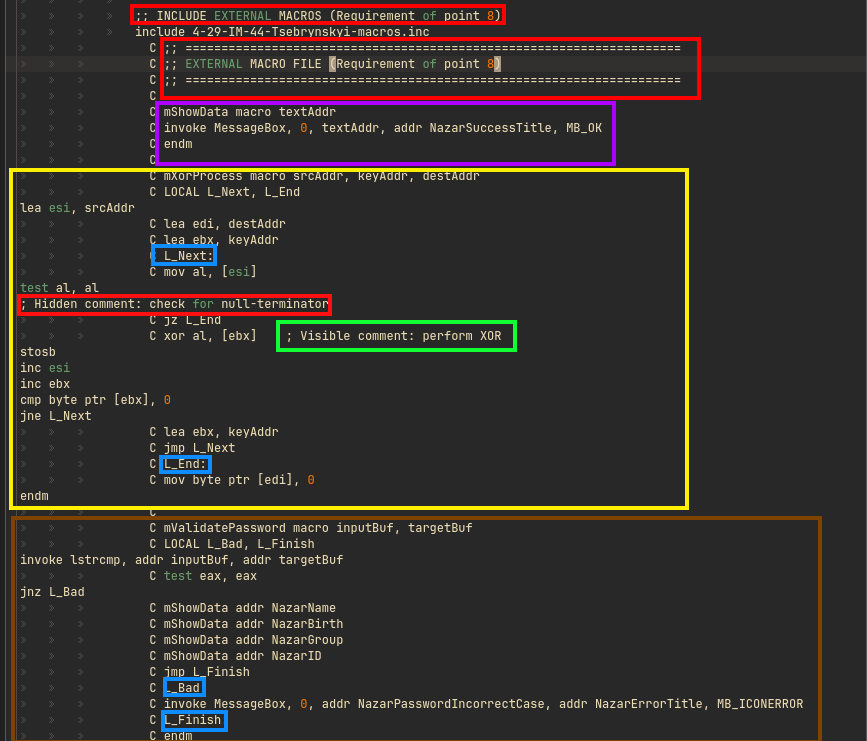 ;; INCLUDE EXTERNAL MACROS (Requirement of point 8)
include 4-29-IM-44-Tsebrynskyi-macros.inc
C ;; ==================================================================
C ;; EXTERNAL MACRO FILE (Requirement of point 8)
C ;; ==================================================================
C
C mShowData macro textAddr
C invoke MessageBox, 0, textAddr, addr NazarSuccessTitle, MB_OK
C endm
C
C mXorProcess macro srcAddr, keyAddr, destAddr
C LOCAL L_Next, L_End
lea esi, srcAddr
C lea edi, destAddr
C lea ebx, keyAddr
C L_Next:
C mov al, [esi]
test al, al
; Hidden comment: check for null-terminator
C jz L_End
C xor al, [ebx] ; Visible comment: perform XOR
stosb
inc esi
inc ebx
cmp byte ptr [ebx], 0
jne L_Next
C lea ebx, keyAddr
C jmp L_Next
C L_End:
C mov byte ptr [edi], 0
endm
C
C mValidatePassword macro inputBuf, targetBuf
C LOCAL L_Bad, L_Finish
invoke lstrcmp, addr inputBuf, addr targetBuf
C test eax, eax
jnz L_Bad
C mShowData addr NazarName
C mShowData addr NazarBirth
C mShowData addr NazarGroup
C mShowData addr NazarID
C jmp L_Finish
C L_Bad
C invoke MessageBox, 0, addr NazarPasswordIncorrectCase, addr NazarErrorTitle, MB_ICONERROR
C L_Finish
C endm